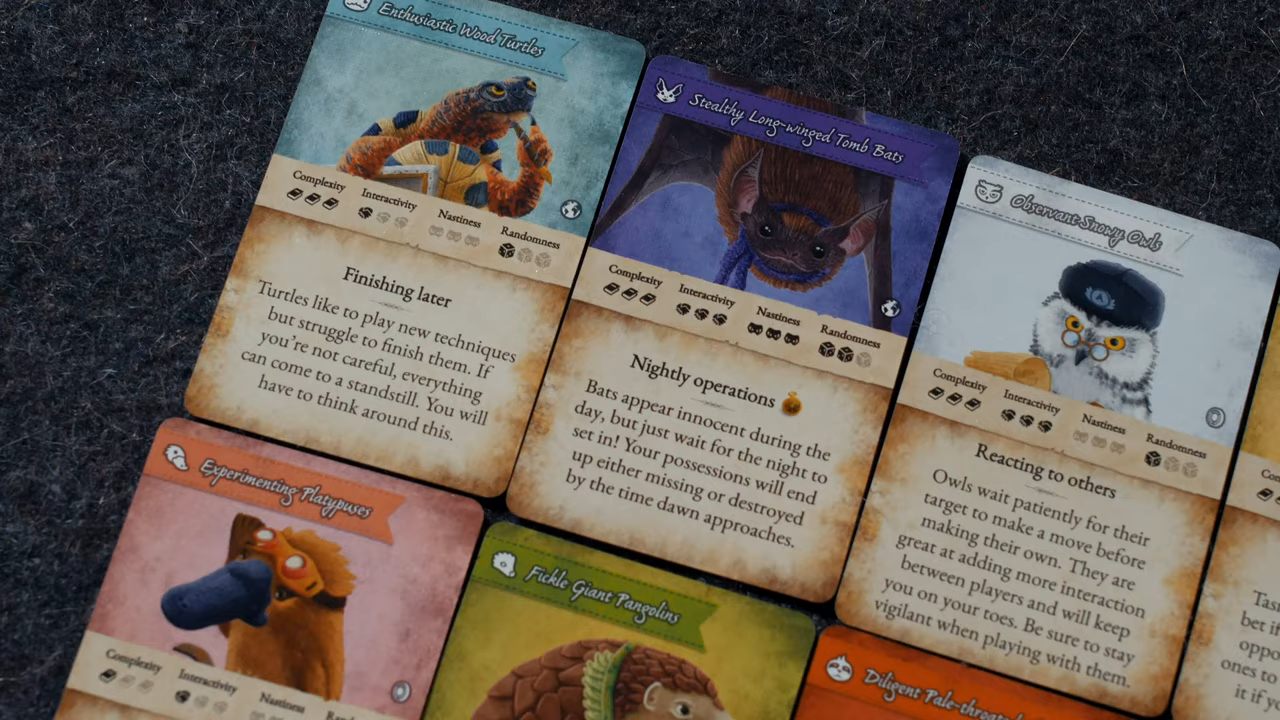 Enthusiastic Wood Turtles
Complexity Interactivity Nastiness Randomness
Finishing later
Turtles like to play new techniques
but struggle to finish them. If
you're not careful, everything
can come to a standstill. You will
have to think around this.
Stealthy Long-winged Tomb Bats
Complexity Interactivity Nastiness Randomness
Nightly operations
Bats appear innocent during the
day, but just wait for the night to
set in! Your possessions will end
up either missing or destroyed
by the time dawn approaches.
Observant Snowy Owls
Complexity Interactivity Nastiness Randomness
Reacting to others
Owls wait patiently for their
target to make a move before
making their own. They are
great at adding more interaction
between players and will keep
you on your toes. Be sure to stay
vigilant when playing with them.
bet if
ones to
it if
Experimenting Platypuses
Complexity Interactivity Nastiness
Fickle Giant Pangolins
Diligent